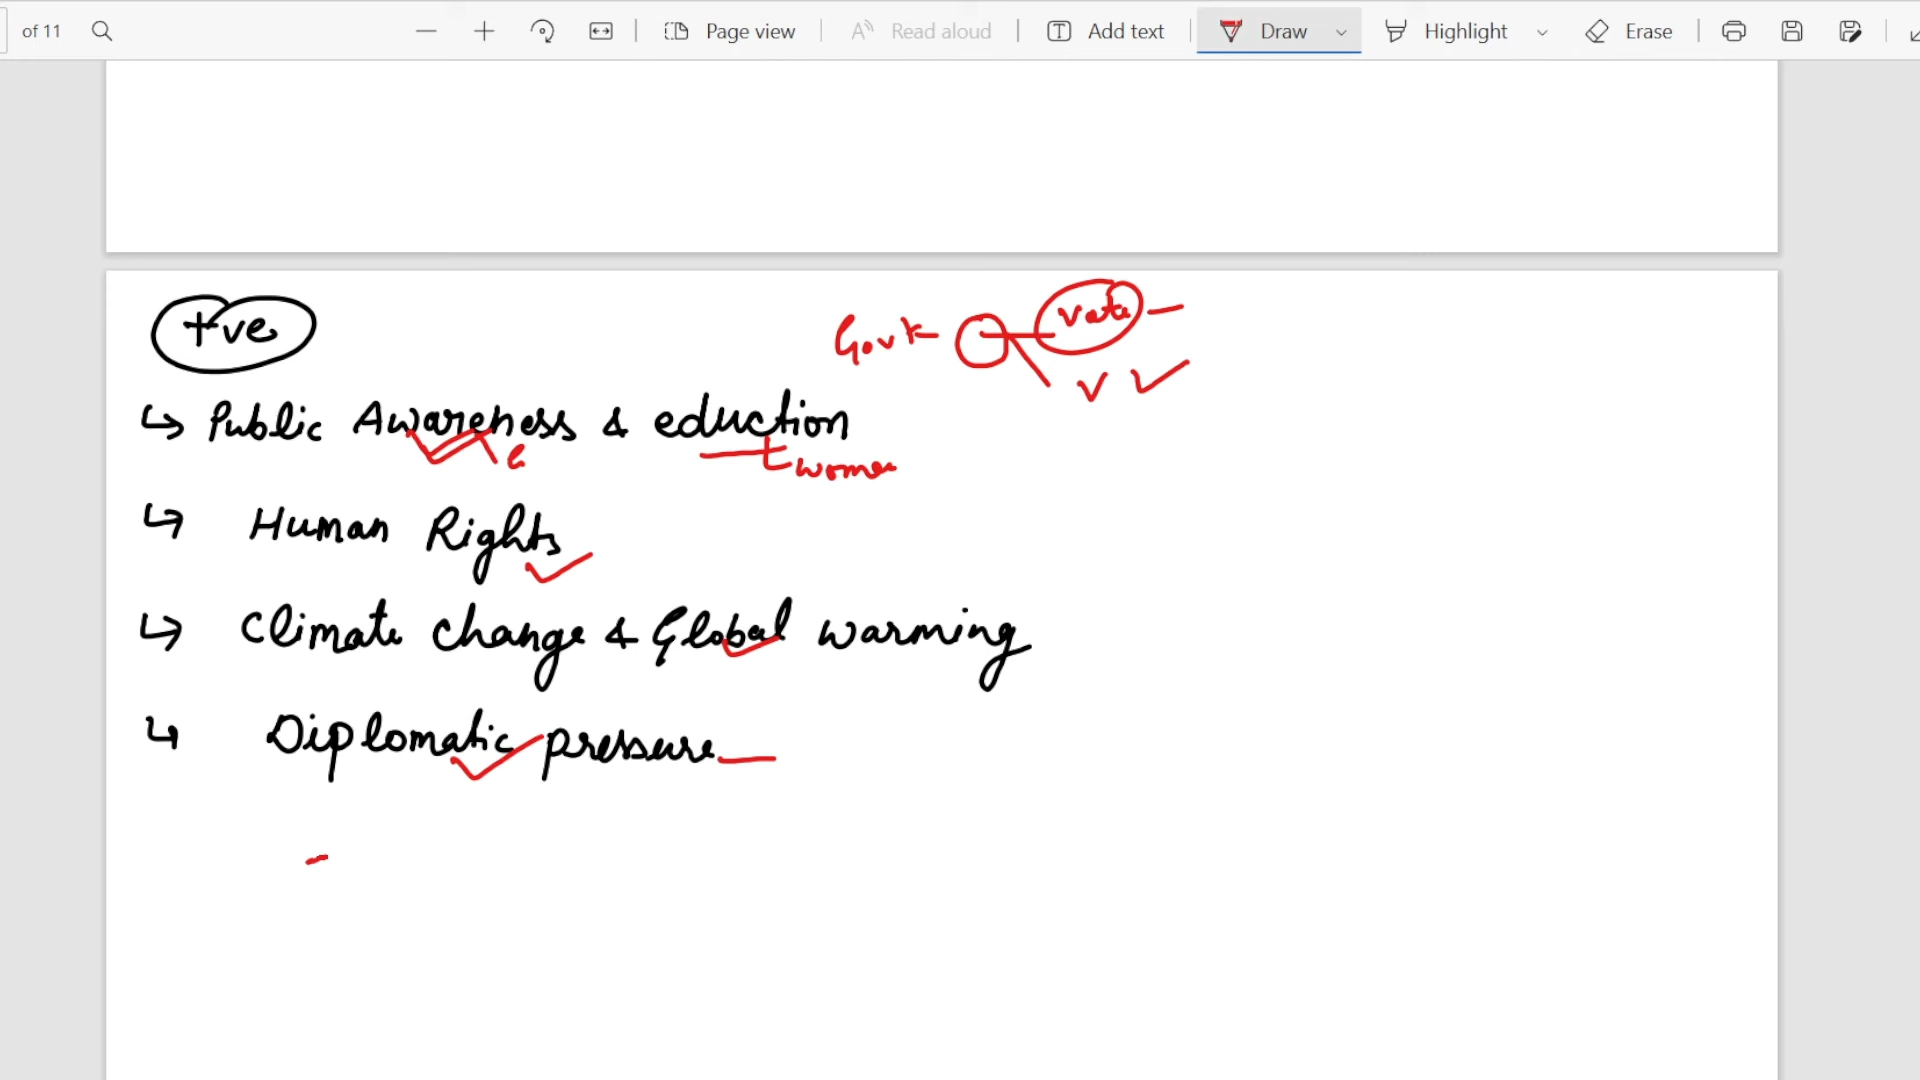 of 11 Page view Read aloud Add text Draw Highlight Erase
+ve
Govt vote
v
Public Awareness & eduction
women
Human Rights
Climate change & Global warming
Diplomatic pressure